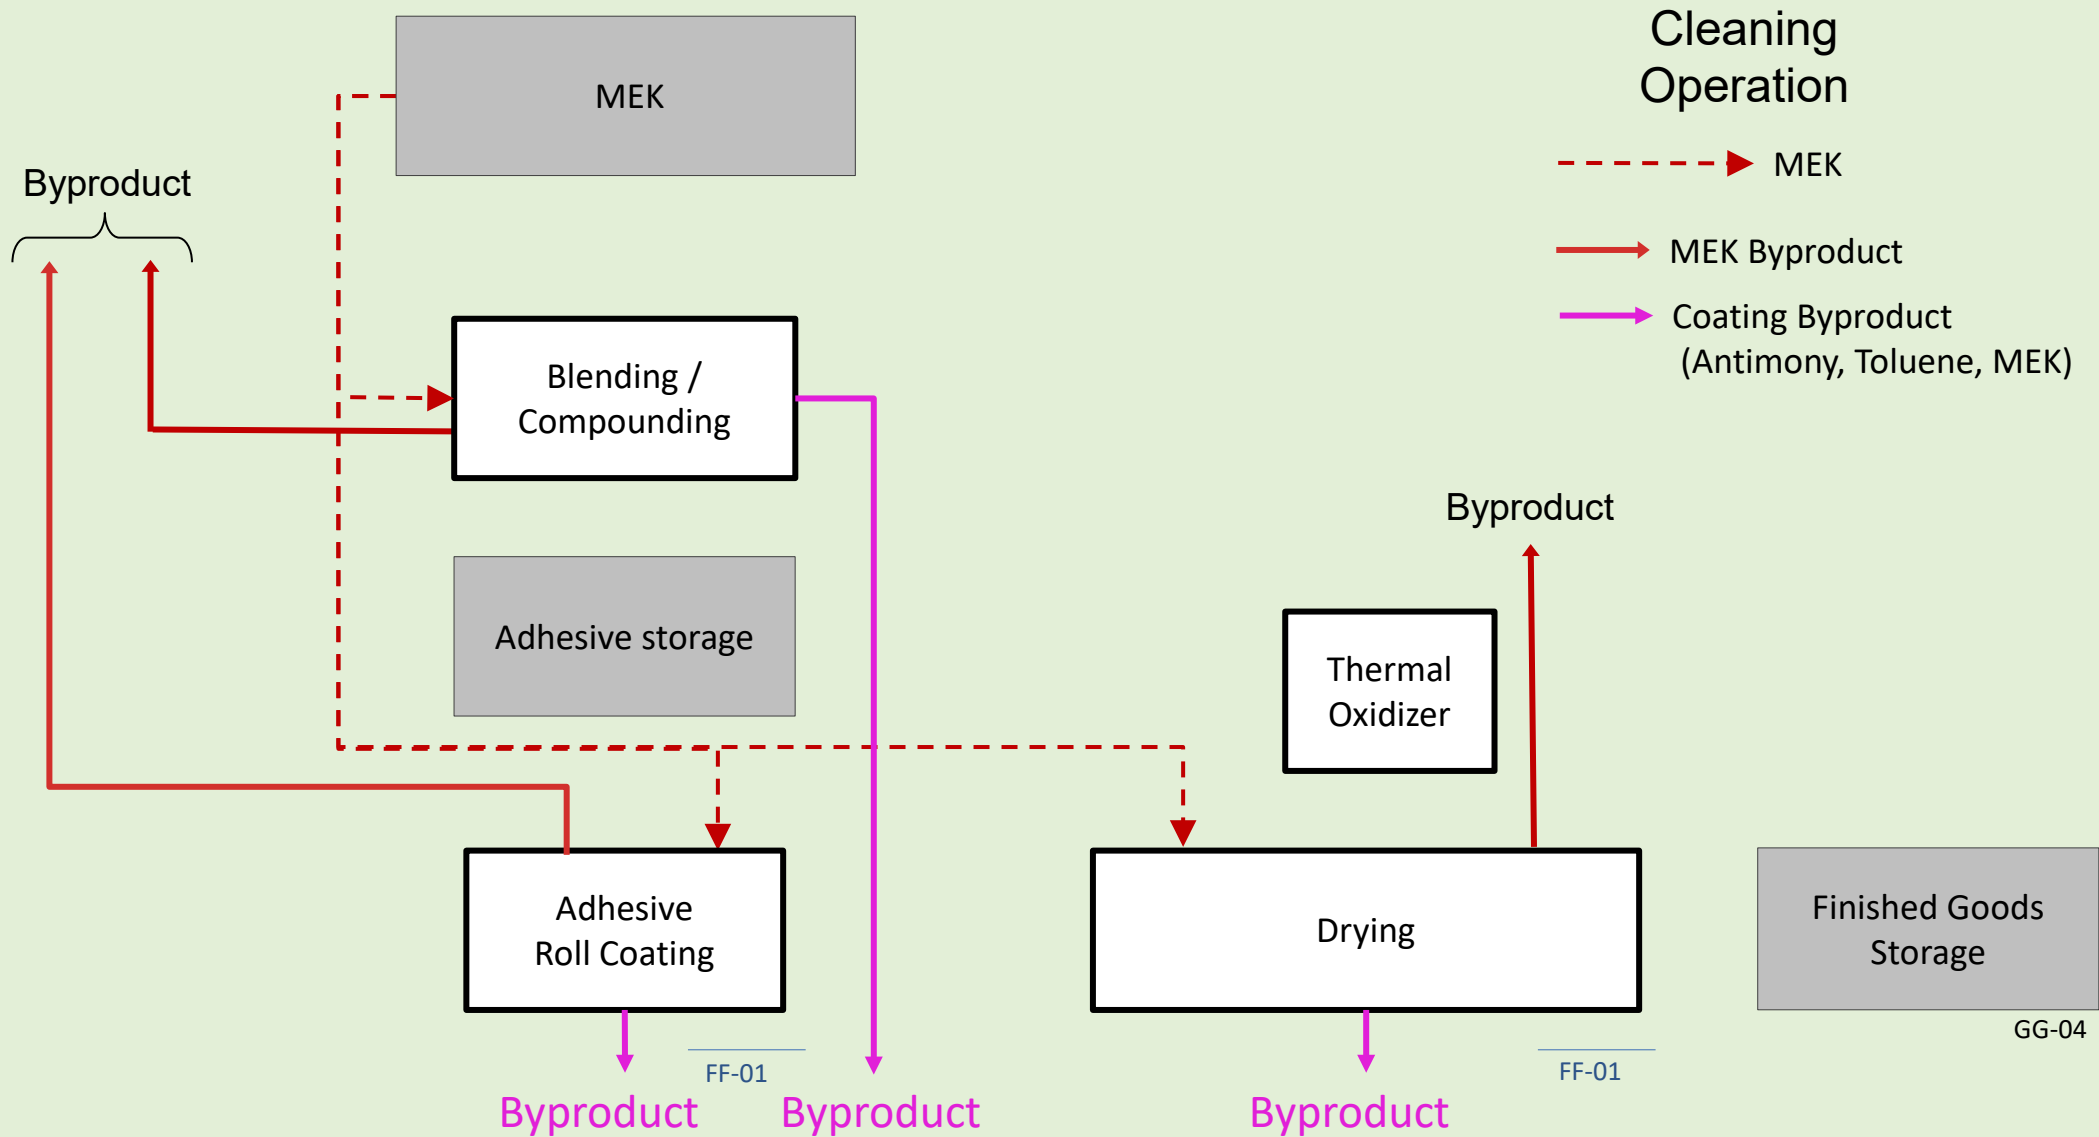 Cleaning
Operation
MEK
MEK
Byproduct
MEK Byproduct
Coating Byproduct
(Antimony, Toluene, MEK)
Blending /
Compounding
Byproduct
Adhesive storage
Thermal
Oxidizer
Adhesive
Roll Coating
Drying
Finished Goods
Storage
GG-04
FF-01
FF-01
Byproduct
Byproduct
Byproduct